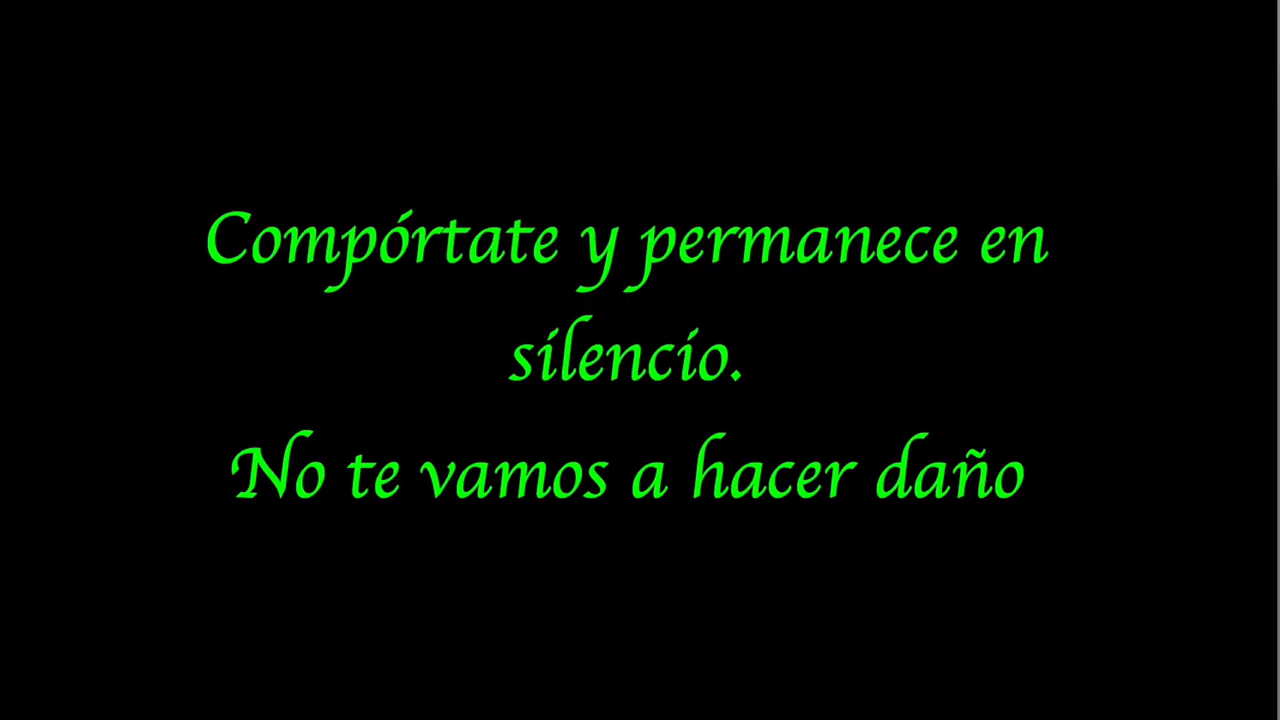 Compórtate y permanece en
silencio.
No te vamos a hacer daño